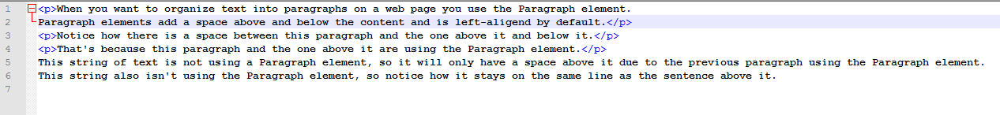 1 <p>When you want to organize text into paragraphs on a web page you use the Paragraph element.
2 Paragraph elements add a space above and below the content and is left-aligend by default.</p>
3 <p>Notice how there is a space between this paragraph and the one above it and below it.</p>
4 <p>That's because this paragraph and the one above it are using the Paragraph element.</p>
5 This string of text is not using a Paragraph element, so it will only have a space above it due to the previous paragraph using the Paragraph element.
6 This string also isn't using the Paragraph element, so notice how it stays on the same line as the sentence above it.
7